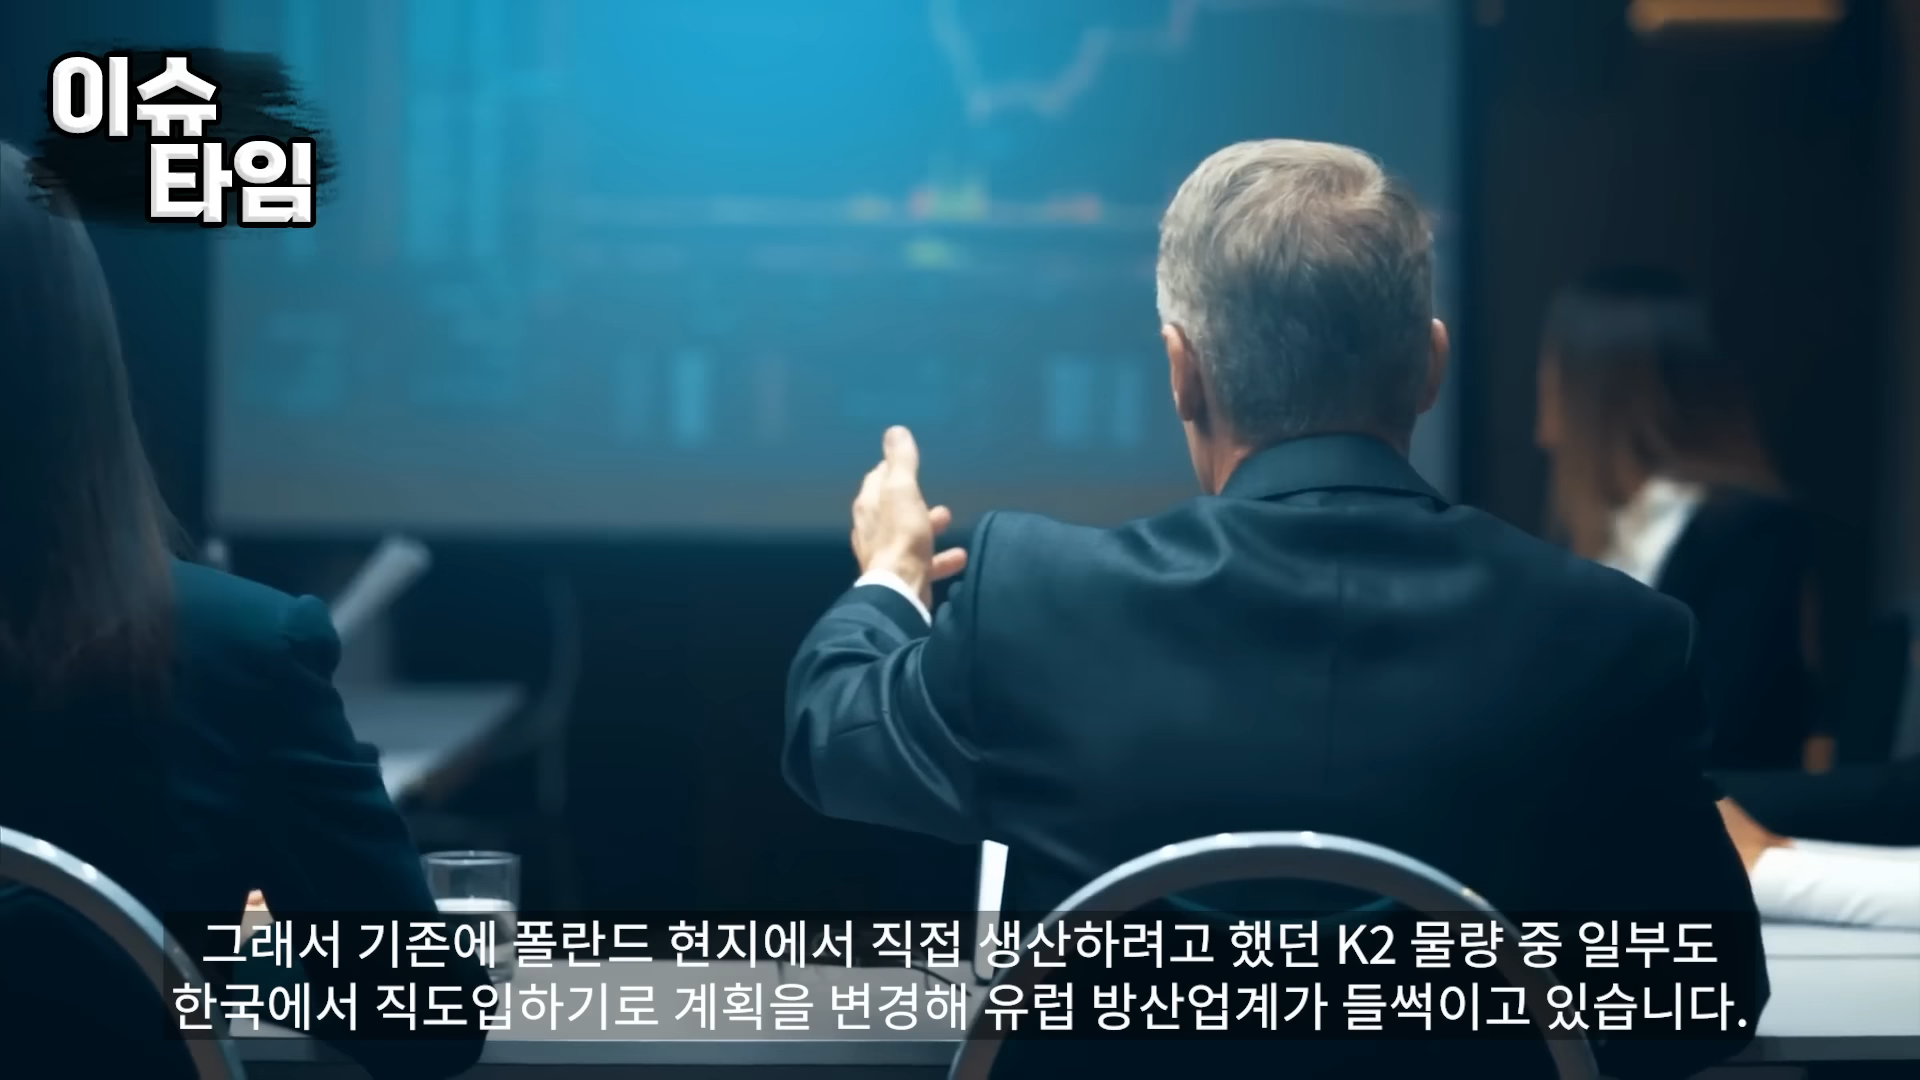 이슈
타임
그래서 기존에 폴란드 현지에서 직접 생산하려고 했던 K2 물량 중 일부도
한국에서 직도입하기로 계획을 변경해 유럽 방산업계가 들썩이고 있습니다.